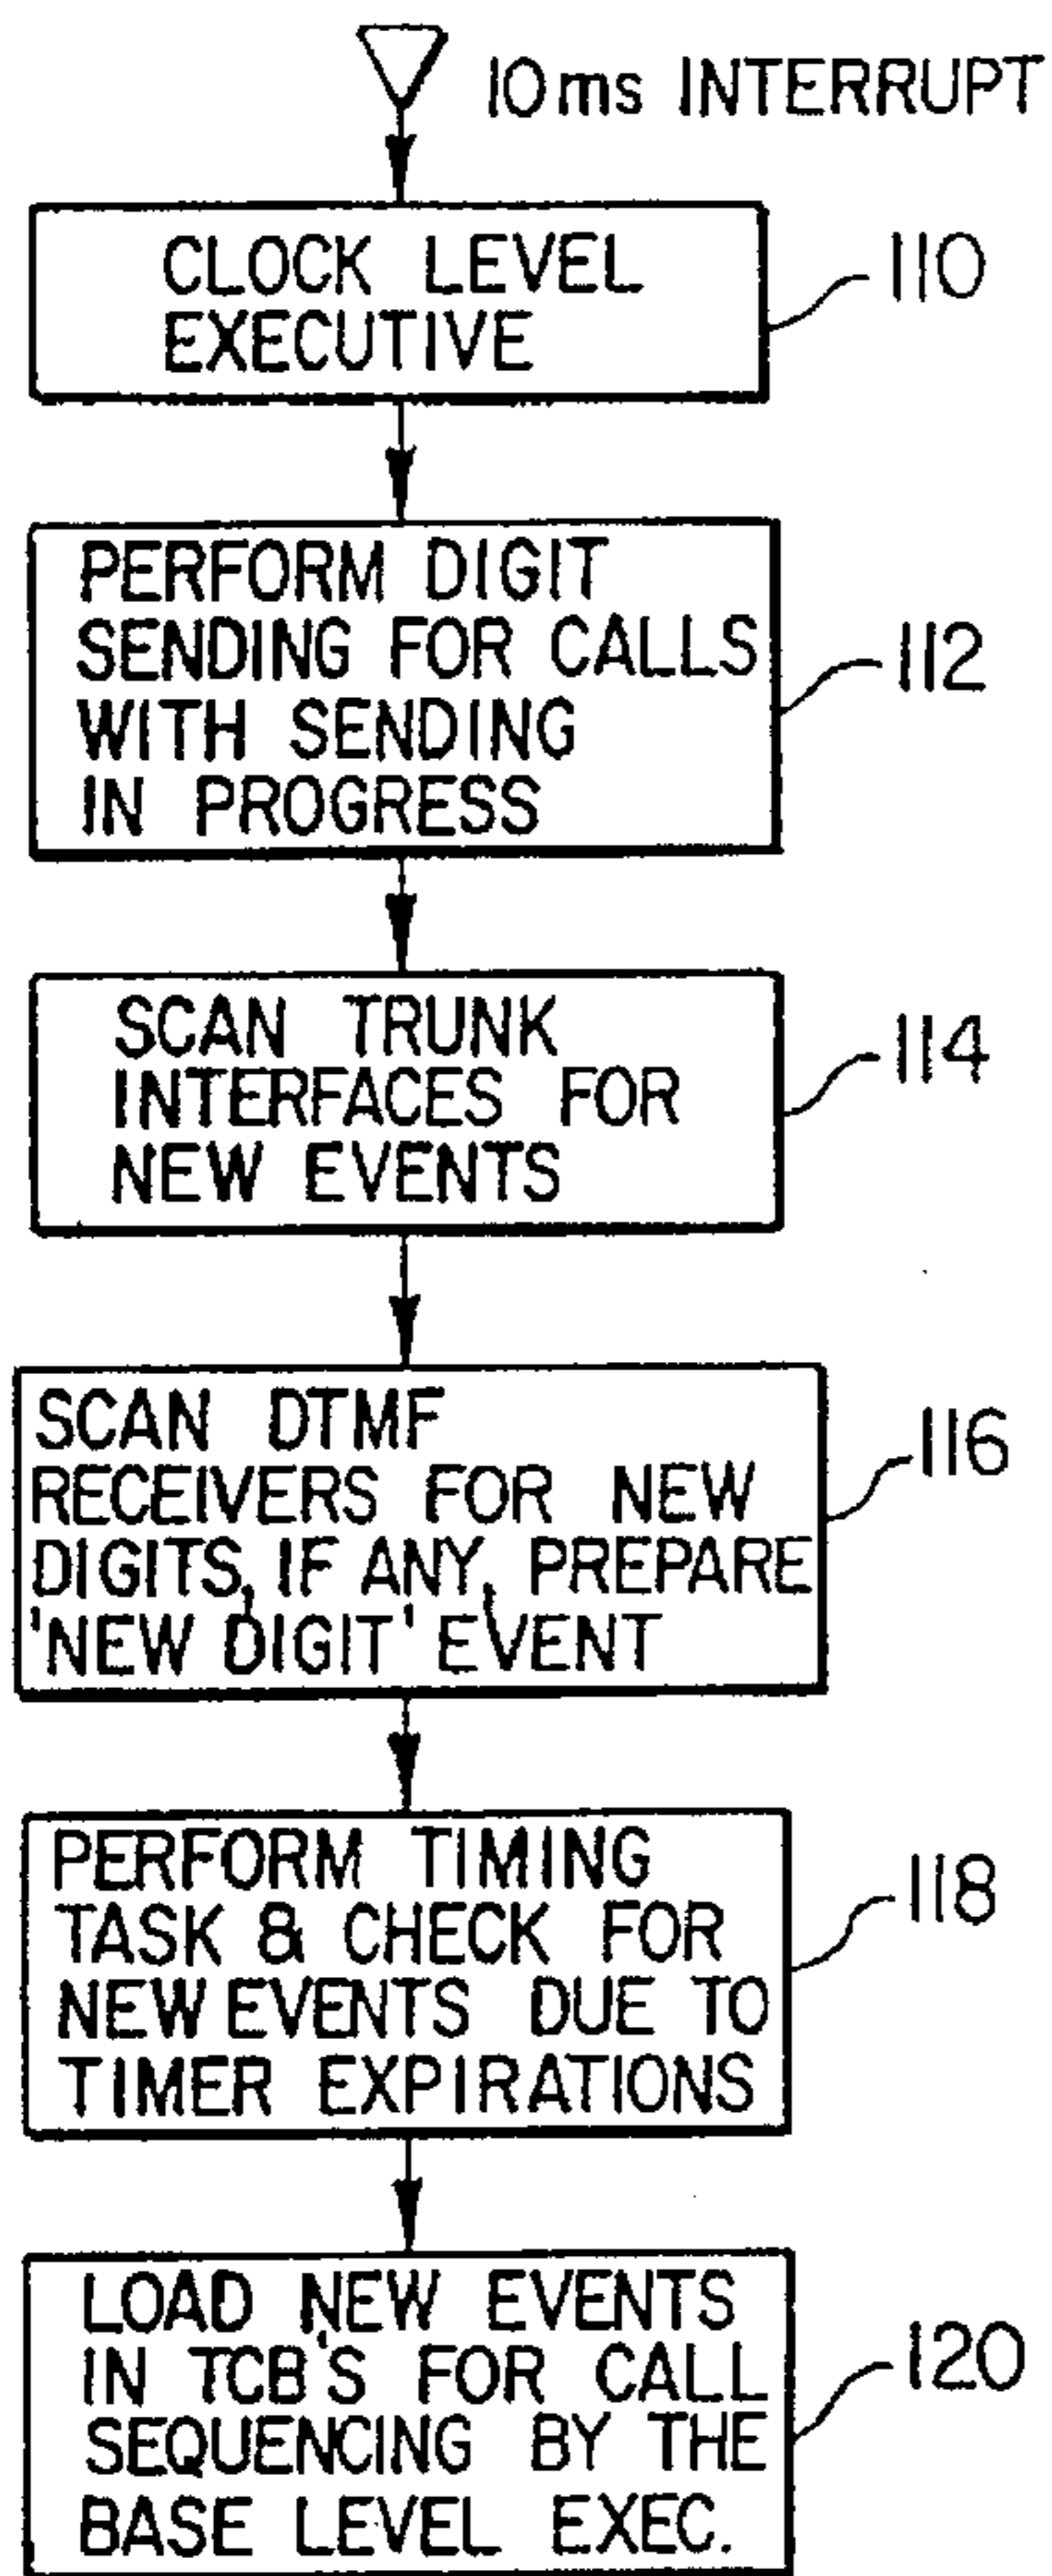 10ms INTERRUPT
CLOCK LEVEL
EXECUTIVE
110
PERFORM DIGIT
SENDING FOR CALLS
WITH SENDING
IN PROGRESS
112
SCAN TRUNK
INTERFACES FOR
NEW EVENTS
114
SCAN DTMF
RECEIVERS FOR NEW
DIGITS, IF ANY, PREPARE
'NEW DIGIT' EVENT
116
PERFORM TIMING
TASK & CHECK FOR
NEW EVENTS DUE TO
TIMER EXPIRATIONS
118
LOAD NEW EVENTS
IN TCB'S FOR CALL
SEQUENCING BY THE
BASE LEVEL EXEC.
120